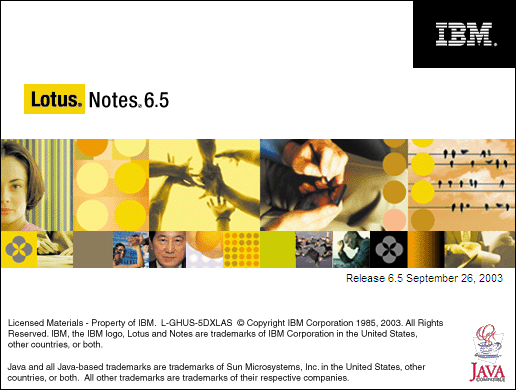 IBM.
Lotus. Notes. 6.5
Release 6.5 September 26, 2003
Licensed Materials - Property of IBM. L-GHUS-5DXLAS © Copyright IBM Corporation 1985, 2003. All Rights
Reserved. IBM, the IBM logo, Lotus and Notes are trademarks of IBM Corporation in the United States,
other countries, or both.
Java and all Java-based trademarks are trademarks of Sun Microsystems, Inc. in the United States, other
countries, or both. All other trademarks are trademarks of their respective companies.
JAVA
COMPATIBLE